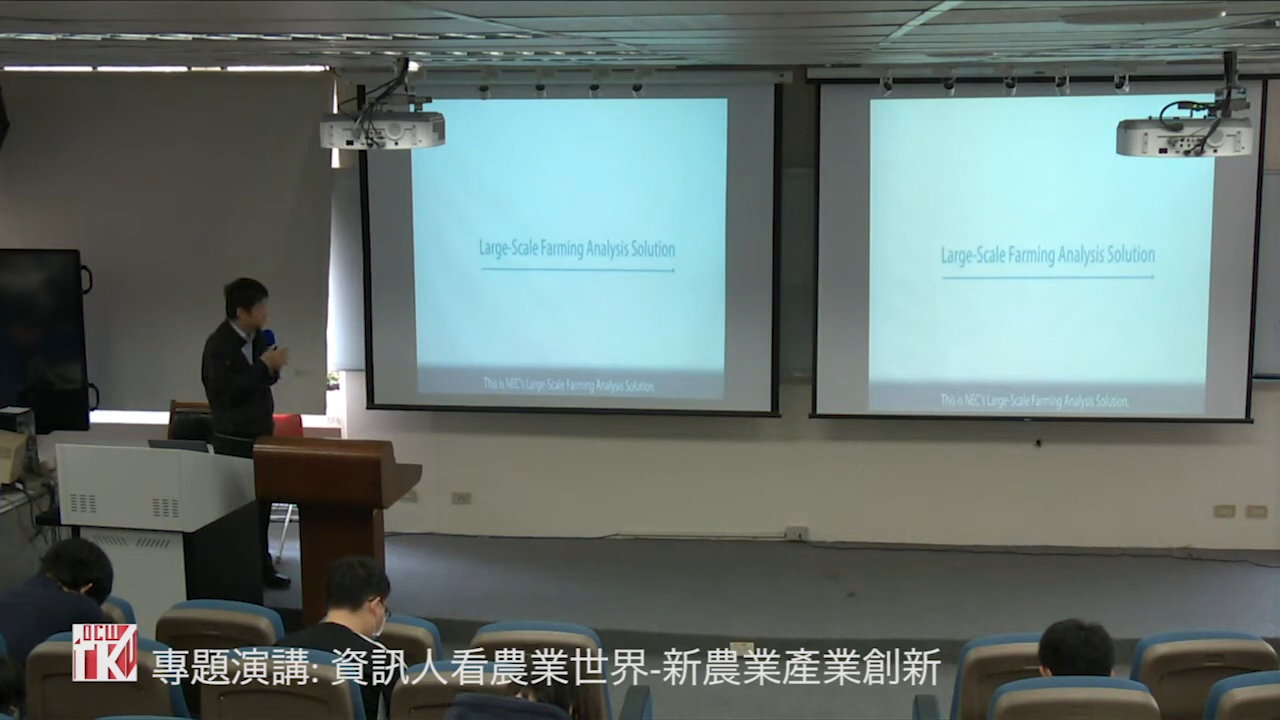 Large-Scale Farming Analysis Solution
This is NEC's Large-Scale Farming Analysis Solution.
Large-Scale Farming Analysis Solution
This is NEC's Large-Scale Farming Analysis Solution.
OCW
TKU
專題演講: 資訊人看農業世界-新農業產業創新